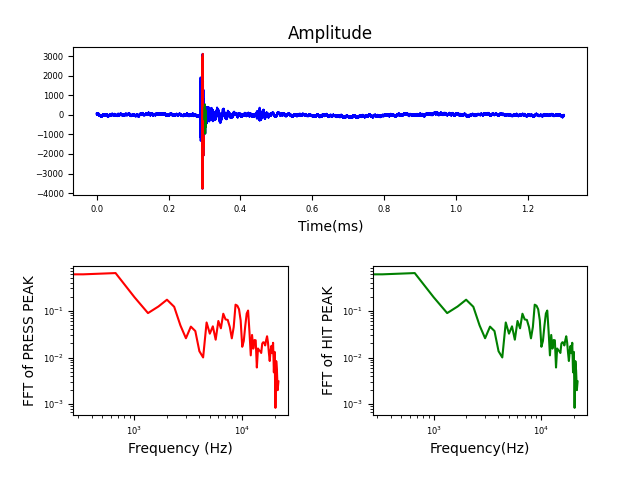 Amplitude
3000
2000
1000
0
−1000
−2000
−3000
−4000
0.0 0.2 0.4 0.6 0.8 1.0 1.2
Time(ms)
FFT of PRESS PEAK
10⁻¹
10⁻²
10⁻³
10³ 10⁴
Frequency (Hz)
FFT of HIT PEAK
10⁻¹
10⁻²
10⁻³
10³ 10⁴
Frequency(Hz)